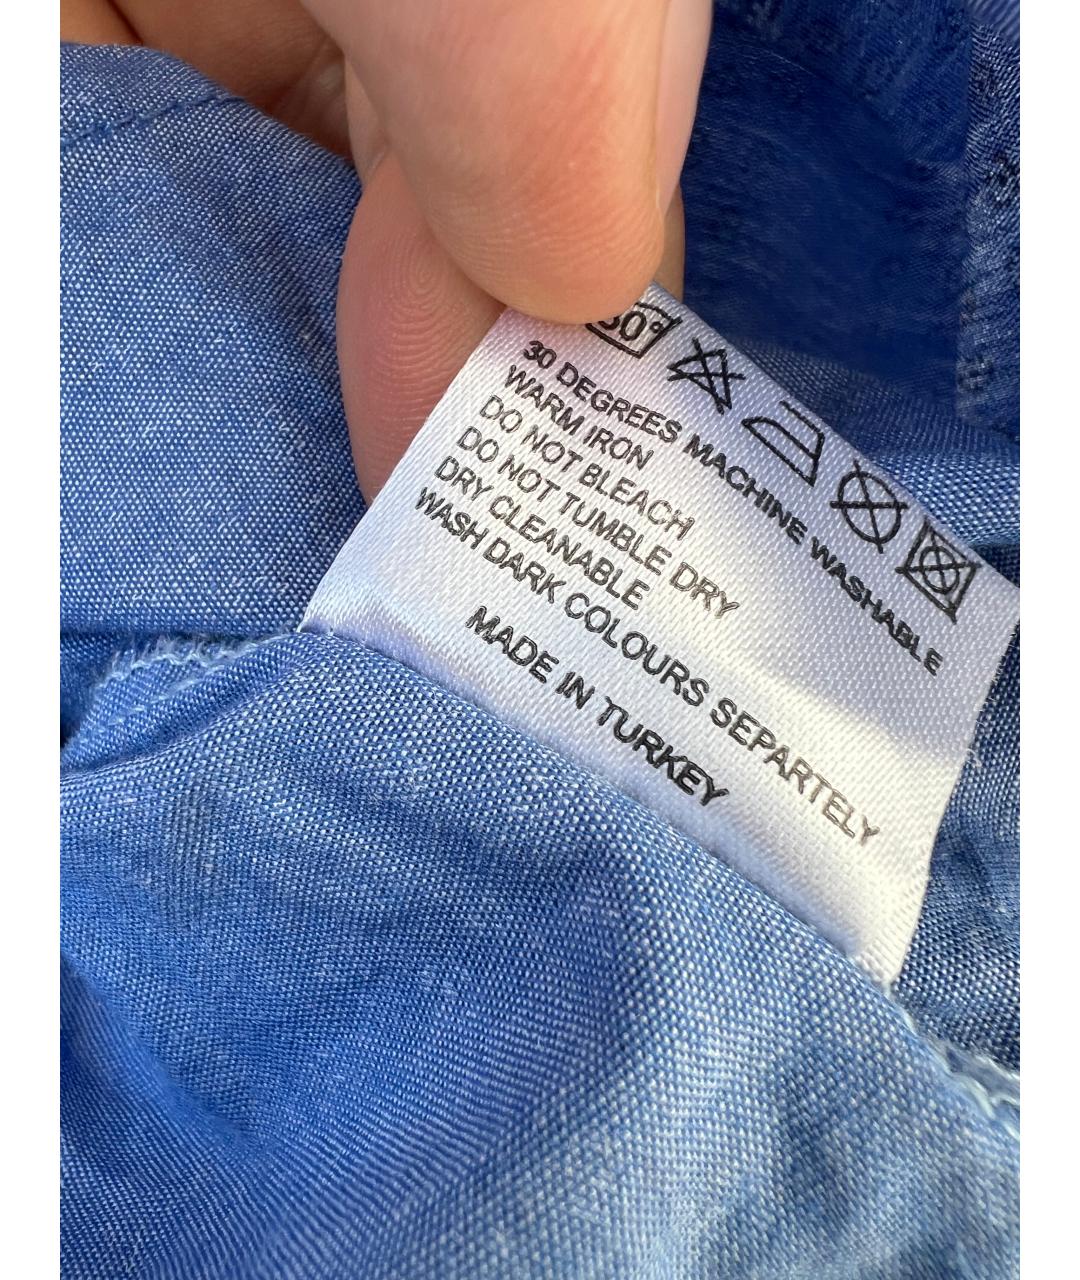 30°
30 DEGREES MACHINE WASHABLE
WARM IRON
DO NOT BLEACH
DO NOT TUMBLE DRY
DRY CLEANABLE
WASH DARK COLOURS SEPARTELY
MADE IN TURKEY